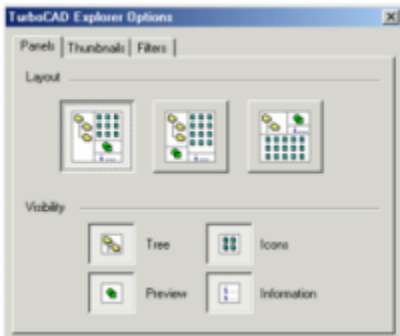 TurboCAD Explorer Options
Panels Thumbnails Filters
Layout
Visibility
Tree Icons
Preview Information